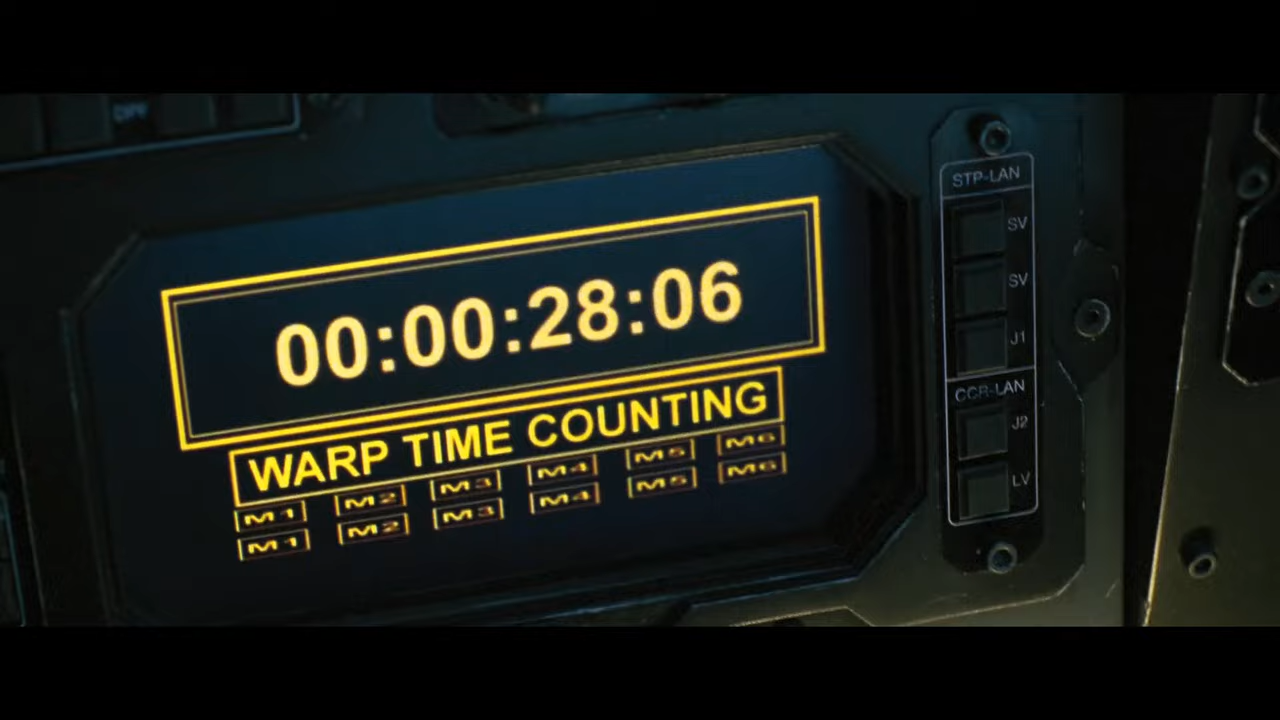 OFF
00:00:28:06
WARP TIME COUNTING
M1 M2 M3 M4 M5 M6
M1 M2 M3 M4 M5 M6
STP-LAN
SV
SV
J1
CCR-LAN
J2
LV